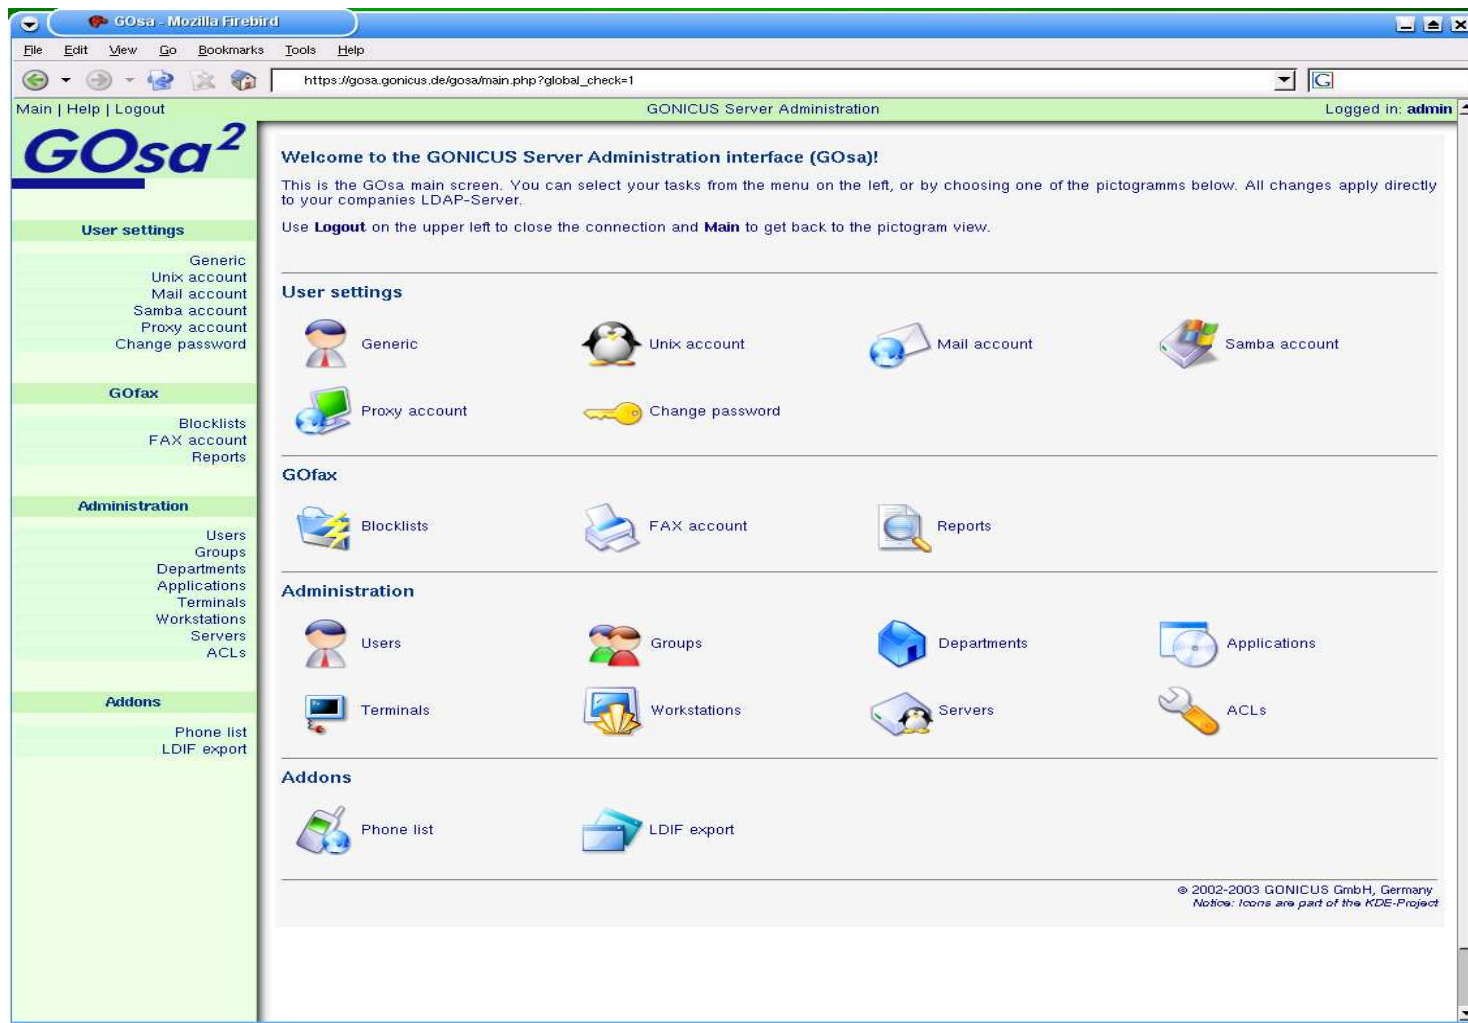 GOsa - Mozilla Firebird
File Edit View Go Bookmarks Tools Help
https://gosa.gonicus.de/gosa/main.php?global_check=1
G
Main | Help | Logout GONICUS Server Administration Logged in: admin
GOsa²
User settings
Generic
Unix account
Mail account
Samba account
Proxy account
Change password
GOfax
Blocklists
FAX account
Reports
Administration
Users
Groups
Departments
Applications
Terminals
Workstations
Servers
ACLs
Addons
Phone list
LDIF export
Welcome to the GONICUS Server Administration interface (GOsa)!
This is the GOsa main screen. You can select your tasks from the menu on the left, or by choosing one of the pictogramms below. All changes apply directly
to your companies LDAP-Server.
Use Logout on the upper left to close the connection and Main to get back to the pictogram view.
User settings
Generic Unix account Mail account Samba account
Proxy account Change password
GOfax
Blocklists FAX account Reports
Administration
Users Groups Departments Applications
Terminals Workstations Servers ACLs
Addons
Phone list LDIF export
© 2002-2003 GONICUS GmbH, Germany
Notice: Icons are part of the KDE-Project